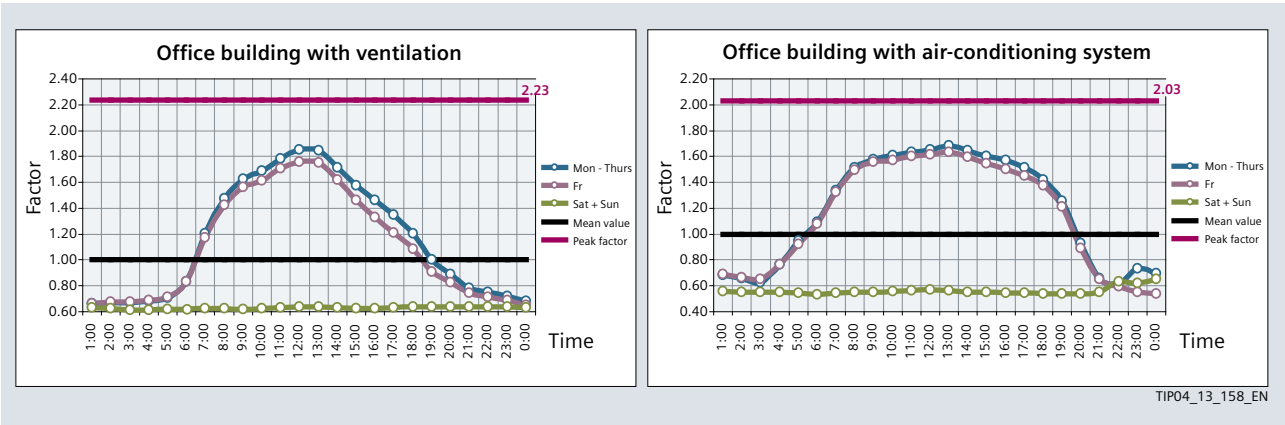 Office building with ventilation
2.40
2.20
2.00
1.80
1.60
1.40
1.20
1.00
0.80
0.60
Factor
2.23
Mon - Thurs
Fr
Sat + Sun
Mean value
Peak factor
1:00 2:00 3:00 4:00 5:00 6:00 7:00 8:00 9:00 10:00 11:00 12:00 13:00 14:00 15:00 16:00 17:00 18:00 19:00 20:00 21:00 22:00 23:00 0:00
Time
Office building with air-conditioning system
2.20
2.00
1.80
1.60
1.40
1.20
1.00
0.80
0.60
0.40
Factor
2.03
Mon - Thurs
Fr
Sat + Sun
Mean value
Peak factor
1:00 2:00 3:00 4:00 5:00 6:00 7:00 8:00 9:00 10:00 11:00 12:00 13:00 14:00 15:00 16:00 17:00 18:00 19:00 20:00 21:00 22:00 23:00 0:00
Time
TIP04_13_158_EN